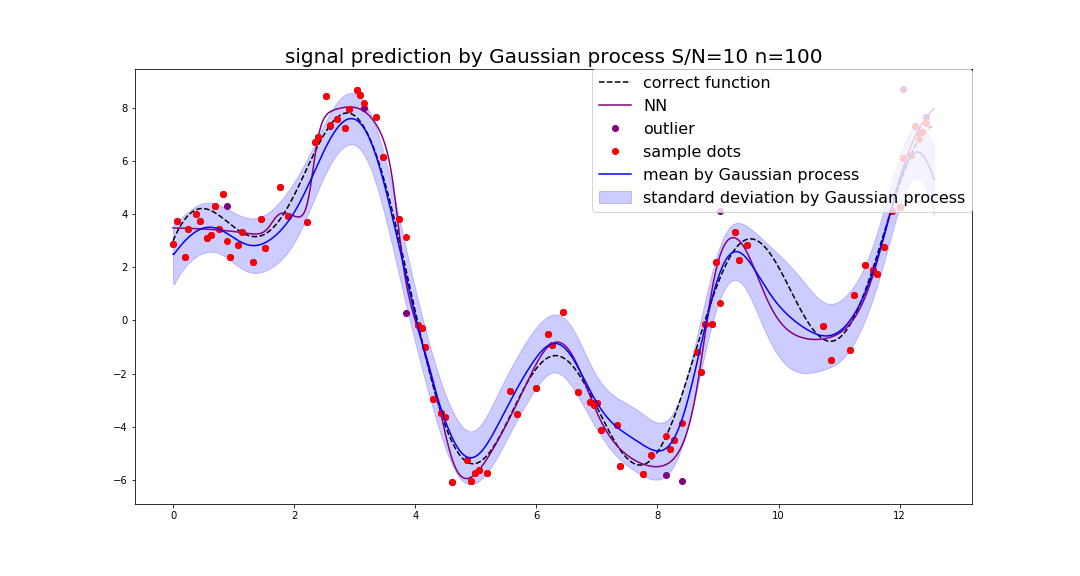 signal prediction by Gaussian process S/N=10 n=100
correct function
NN
outlier
sample dots
mean by Gaussian process
standard deviation by Gaussian process
8
6
4
2
0
−2
−4
−6
0 2 4 6 8 10 12